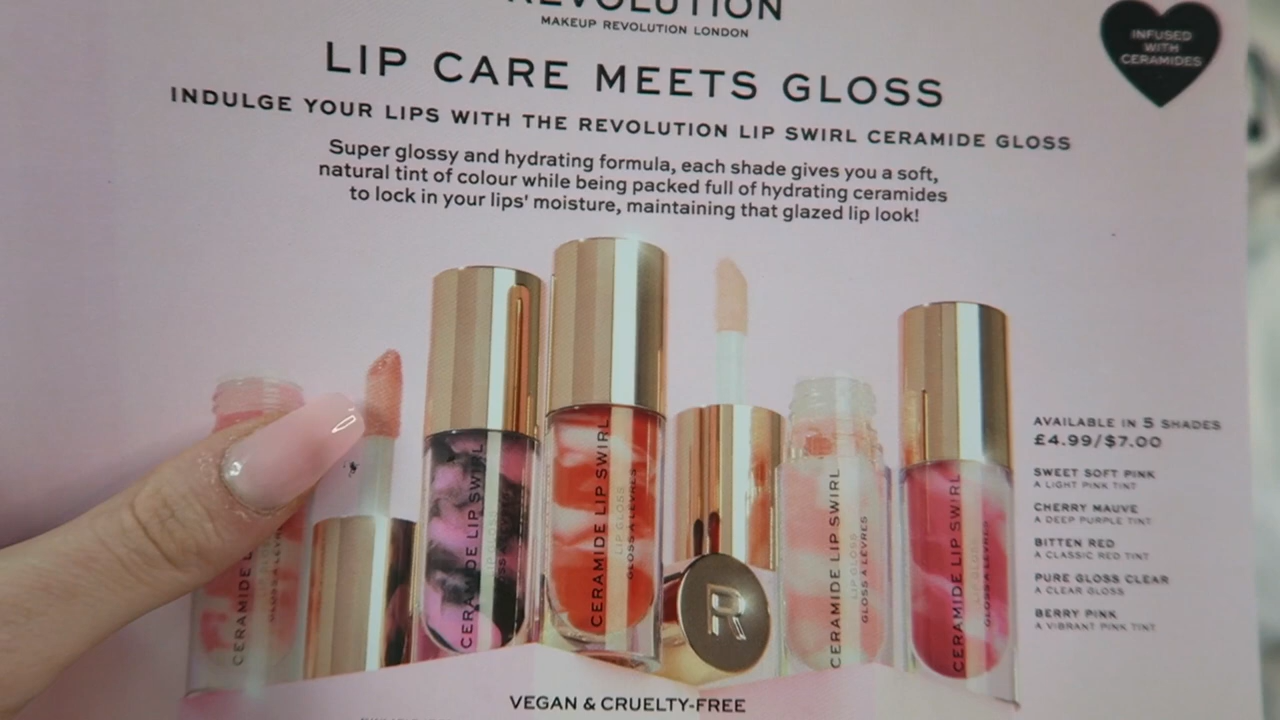 REVOLUTION
MAKEUP REVOLUTION LONDON
INFUSED
WITH
CERAMIDES
LIP CARE MEETS GLOSS
INDULGE YOUR LIPS WITH THE REVOLUTION LIP SWIRL CERAMIDE GLOSS
Super glossy and hydrating formula, each shade gives you a soft,
natural tint of colour while being packed full of hydrating ceramides
to lock in your lips' moisture, maintaining that glazed lip look!
CERAMIDE L
CERAMIDE LIP SWIRL
CERAMIDE LIP SWIRL
LIP GLOSS
GLOSS À LÈVRES
R
CERAMIDE LIP SWIRL
LIP GLOSS
GLOSS À LÈVRES
CERAMIDE LIP SWIRL
LIP GLOSS
GLOSS À LÈVRES
AVAILABLE IN 5 SHADES
£4.99/$7.00
SWEET SOFT PINK
A LIGHT PINK TINT
CHERRY MAUVE
A DEEP PURPLE TINT
BITTEN RED
A CLASSIC RED TINT
PURE GLOSS CLEAR
A CLEAR GLOSS
BERRY PINK
A VIBRANT PINK TINT
VEGAN & CRUELTY-FREE